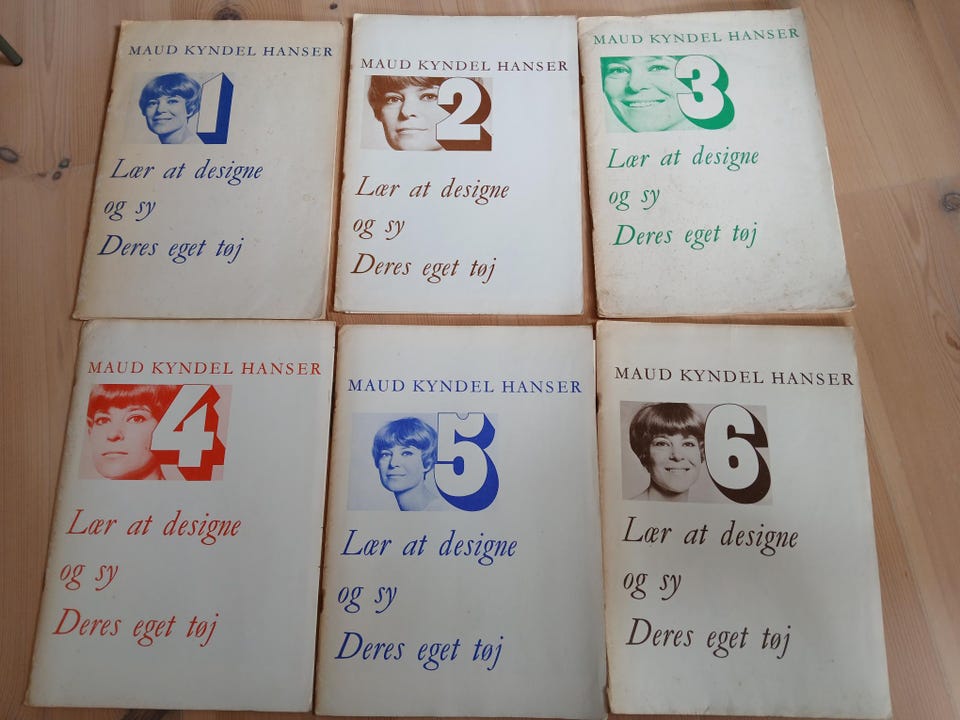 MAUD KYNDEL HANSER
1
Lær at designe
og sy
Deres eget tøj
MAUD KYNDEL HANSER
2
Lær at designe
og sy
Deres eget tøj
MAUD KYNDEL HANSER
3
Lær at designe
og sy
Deres eget tøj
MAUD KYNDEL HANSER
4
Lær at designe
og sy
Deres eget tøj
MAUD KYNDEL HANSER
5
Lær at designe
og sy
Deres eget tøj
MAUD KYNDEL HANSER
6
Lær at designe
og sy
Deres eget tøj